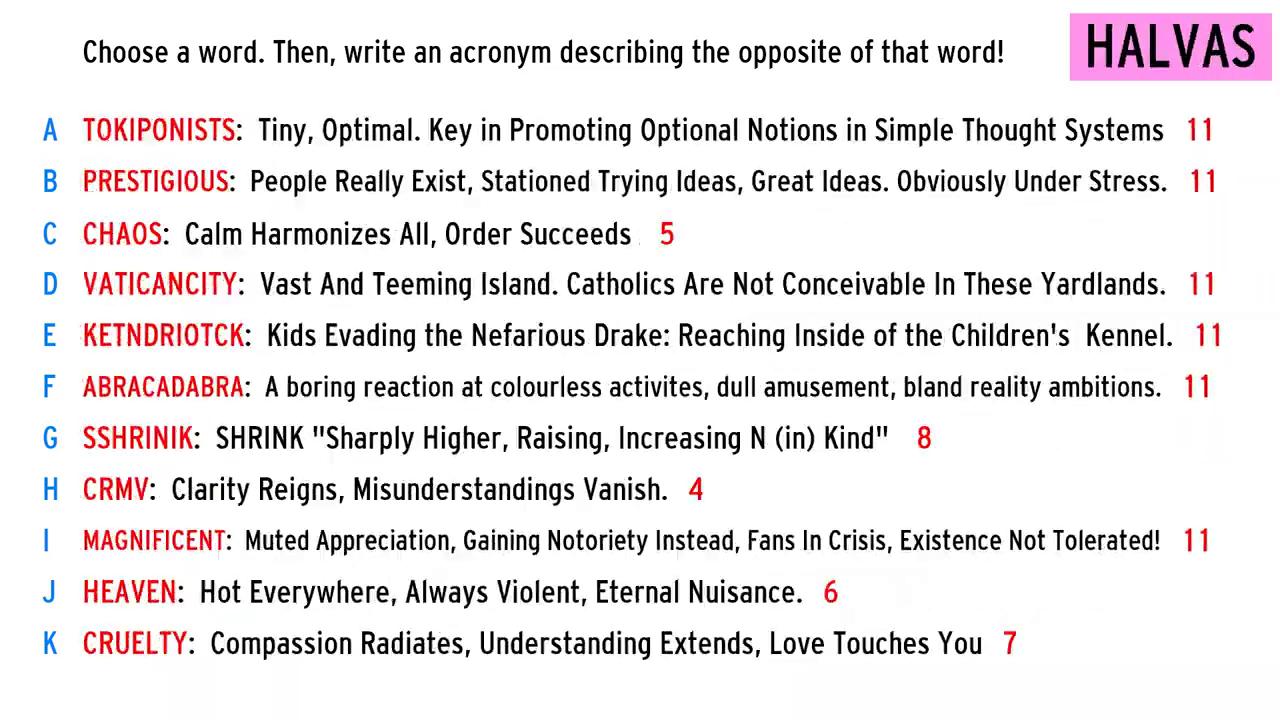 Choose a word. Then, write an acronym describing the opposite of that word!
HALVAS
A TOKIPONISTS: Tiny, Optimal. Key in Promoting Optional Notions in Simple Thought Systems 11
B PRESTIGIOUS: People Really Exist, Stationed Trying Ideas, Great Ideas. Obviously Under Stress. 11
C CHAOS: Calm Harmonizes All, Order Succeeds 5
D VATICANCITY: Vast And Teeming Island. Catholics Are Not Conceivable In These Yardlands. 11
E KETNDRIOTCK: Kids Evading the Nefarious Drake: Reaching Inside of the Children's Kennel. 11
F ABRACADABRA: A boring reaction at colourless activites, dull amusement, bland reality ambitions. 11
G SSHRINIK: SHRINK "Sharply Higher, Raising, Increasing N (in) Kind" 8
H CRMV: Clarity Reigns, Misunderstandings Vanish. 4
I MAGNIFICENT: Muted Appreciation, Gaining Notoriety Instead, Fans In Crisis, Existence Not Tolerated! 11
J HEAVEN: Hot Everywhere, Always Violent, Eternal Nuisance. 6
K CRUELTY: Compassion Radiates, Understanding Extends, Love Touches You 7